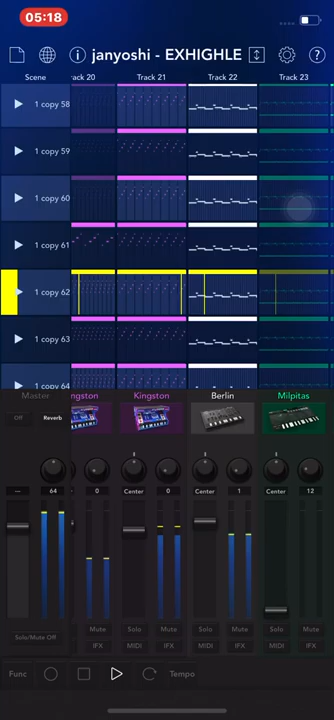 05:18
janyoshi - EXHIGHLE
Scene
rack 20
Track 21
Track 22
Track 23
1 copy 58
1 copy 59
1 copy 60
1 copy 61
1 copy 62
1 copy 63
1 copy 64
Master
ngston
Kingston
Berlin
Milpitas
Off
Reverb
---
64
0
Center
0
Center
1
Center
12
Mute
Solo
Mute
Solo
Mute
Solo
Mute
Solo/Mute Off
IFX
MIDI
IFX
MIDI
IFX
MIDI
IFX
Func
Tempo